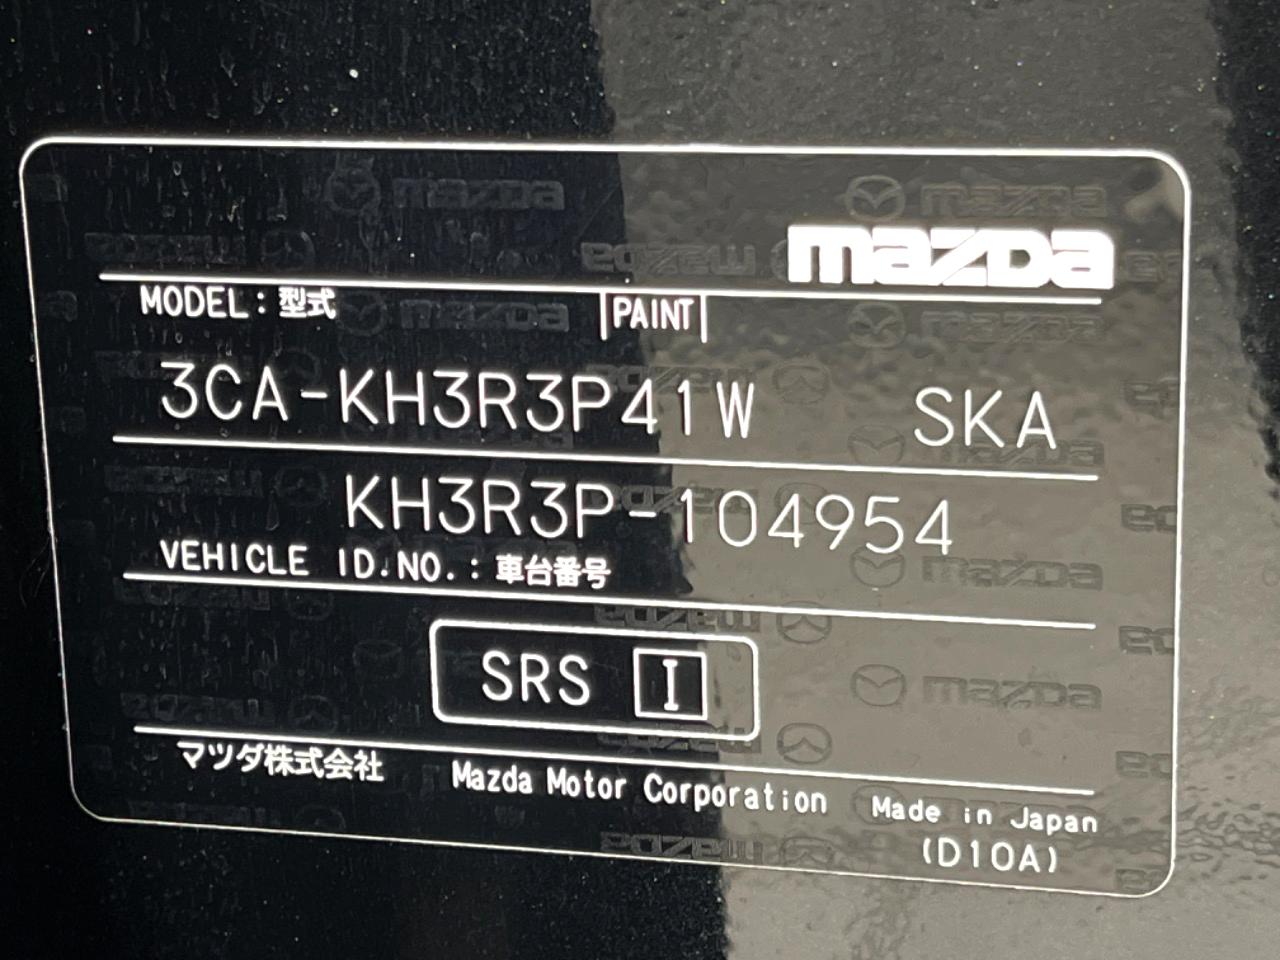 mazda
MODEL : 型式 PAINT
3CA-KH3R3P41W SKA
KH3R3P-104954
VEHICLE ID.NO. : 車台番号
SRS I
マツダ株式会社 Mazda Motor Corporation Made in Japan
(D10A)